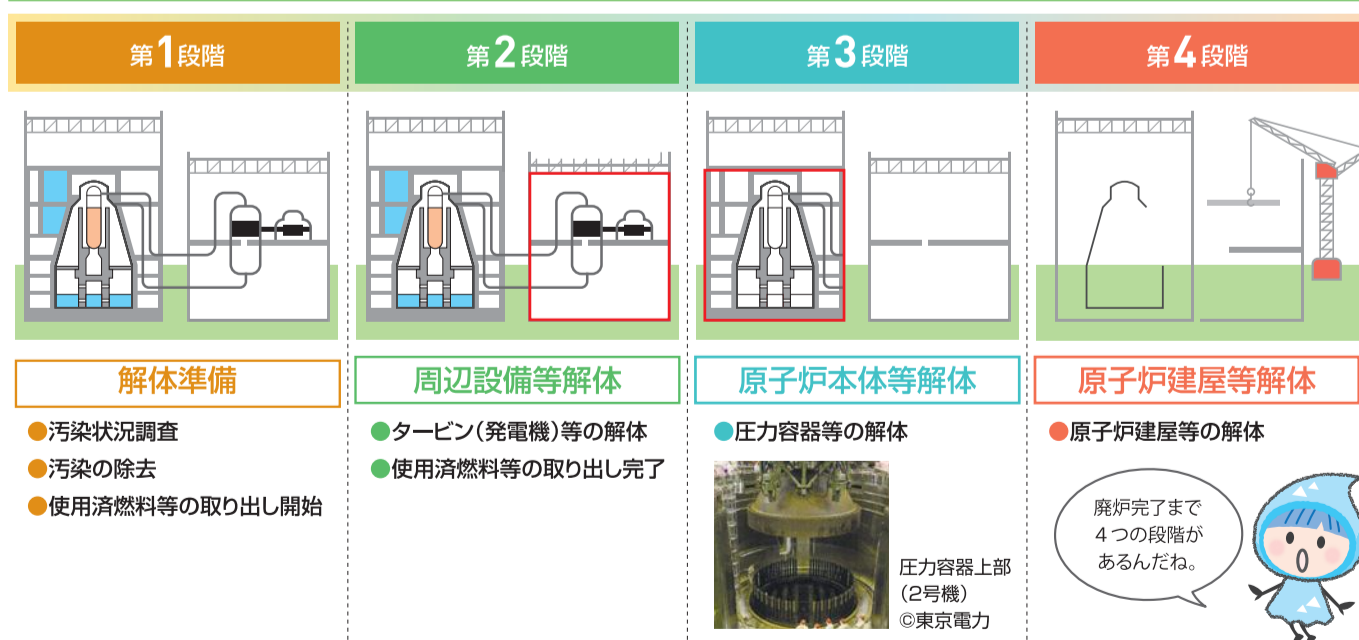 第1段階
第2段階
第3段階
第4段階
解体準備
周辺設備等解体
原子炉本体等解体
原子炉建屋等解体
●汚染状況調査
●汚染の除去
●使用済燃料等の取り出し開始
●タービン(発電機)等の解体
●使用済燃料等の取り出し完了
●圧力容器等の解体
圧力容器上部
(2号機)
©東京電力
●原子炉建屋等の解体
廃炉完了まで
4つの段階が
あるんだね。